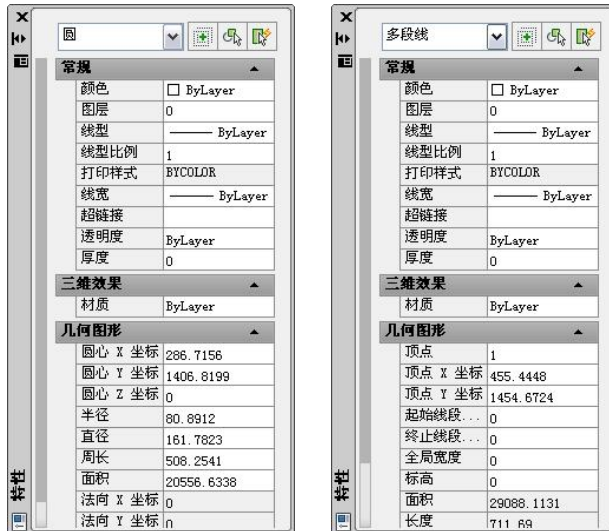 圆
常规
颜色 ByLayer
图层 0
线型 ByLayer
线型比例 1
打印样式 BYCOLOR
线宽 ByLayer
超链接
透明度 ByLayer
厚度 0
三维效果
材质 ByLayer
几何图形
圆心 X 坐标 286.7156
圆心 Y 坐标 1406.8199
圆心 Z 坐标 0
半径 80.8912
直径 161.7823
周长 508.2541
面积 20556.6338
法向 X 坐标 0
法向 Y 坐标 0
特性
多段线
常规
颜色 ByLayer
图层 0
线型 ByLayer
线型比例 1
打印样式 BYCOLOR
线宽 ByLayer
超链接
透明度 ByLayer
厚度 0
三维效果
材质 ByLayer
几何图形
顶点 1
顶点 X 坐标 455.4448
顶点 Y 坐标 1454.6724
起始线段... 0
终止线段... 0
全局宽度 0
标高 0
面积 29088.1131
长度 711.69
特性